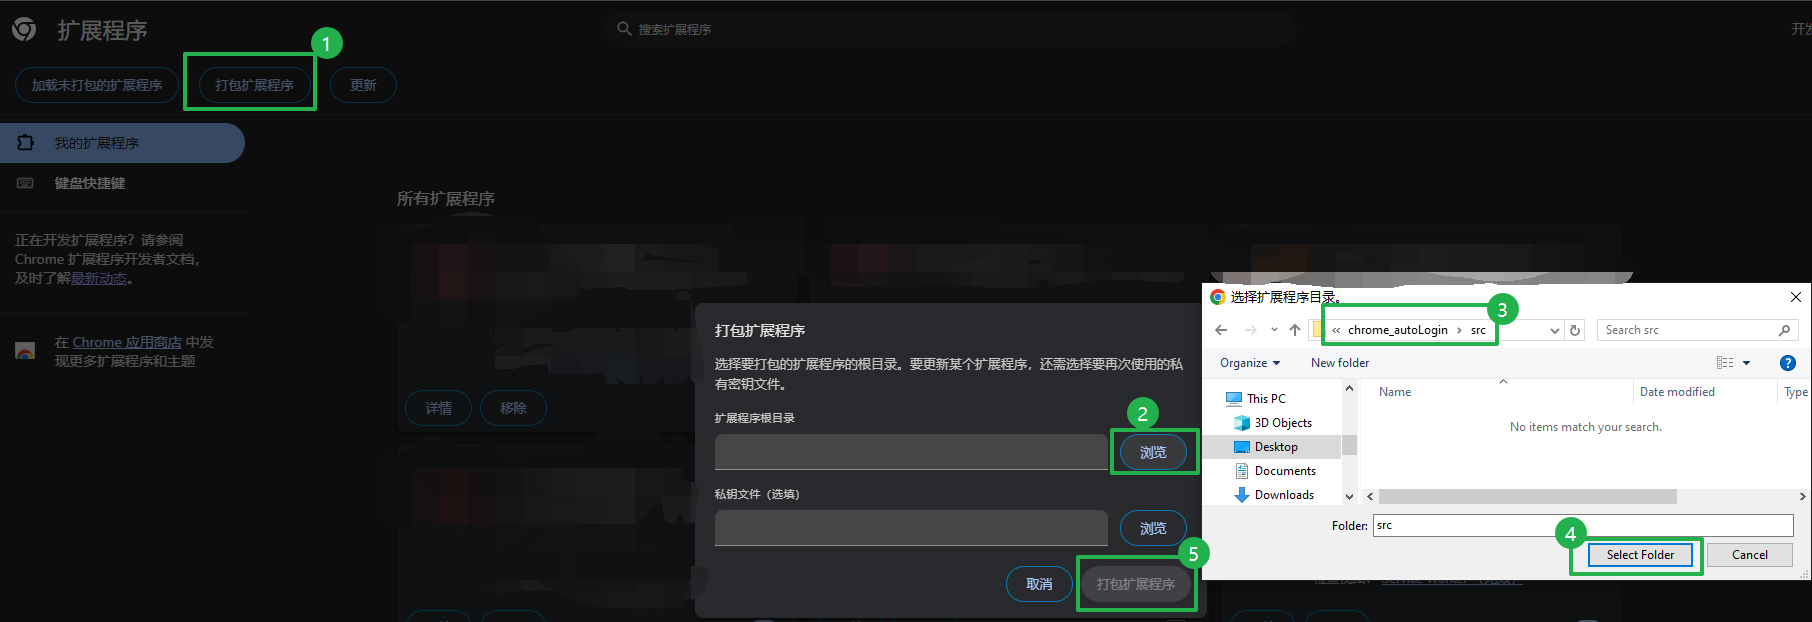 扩展程序
搜索扩展程序
1
加载未打包的扩展程序
打包扩展程序
更新
我的扩展程序
键盘快捷键
正在开发扩展程序？请参阅
Chrome 扩展程序开发者文档，
及时了解最新动态。
在 Chrome 应用商店 中发
现更多扩展程序和主题
所有扩展程序
详情
移除
打包扩展程序
选择要打包的扩展程序的根目录。要更新某个扩展程序，还需选择要再次使用的私
有密钥文件。
扩展程序根目录
2
浏览
私钥文件（选填）
浏览
取消
打包扩展程序
5
选择扩展程序目录。
3
« chrome_autoLogin › src
Search src
Organize
New folder
This PC
3D Objects
Desktop
Documents
Downloads
Name
Date modified
Type
No items match your search.
Folder:
src
4
Select Folder
Cancel